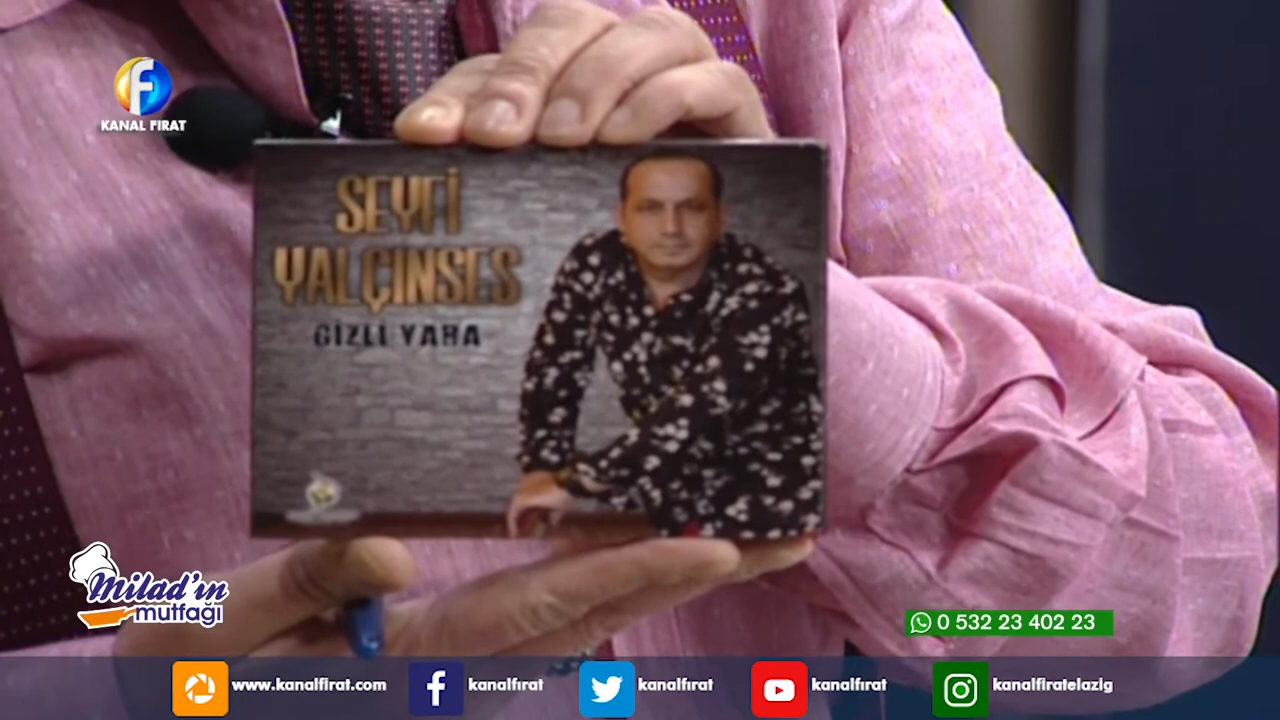 KANAL FIRAT
SEYFİ
YALÇINSES
GİZLİ YARA
Milad'ın
mutfağı
0 532 23 402 23
www.kanalfirat.com
kanalfırat
kanalfırat
kanalfırat
kanalfiratelazig